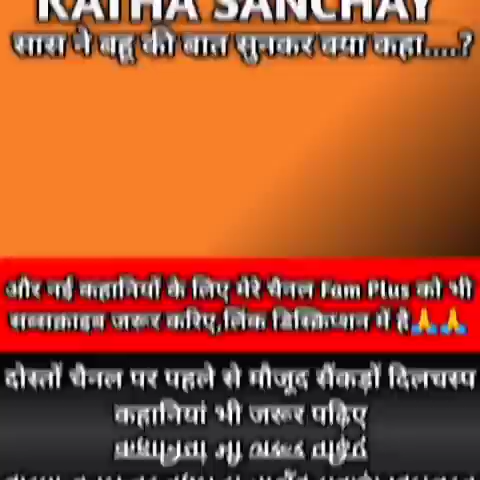 KATHA SANCHAY
सास ने बहू की बात सुनकर क्या कहा....?
और नई कहानियों के लिए मेरे चैनल Fam Plus को भी
सब्सक्राइब जरूर करिए,लिंक डिस्क्रिप्शन में है🙏🙏
दोस्तों चैनल पर पहले से मौजूद सैंकड़ों दिलचस्प
कहानियां भी जरूर पढ़िए